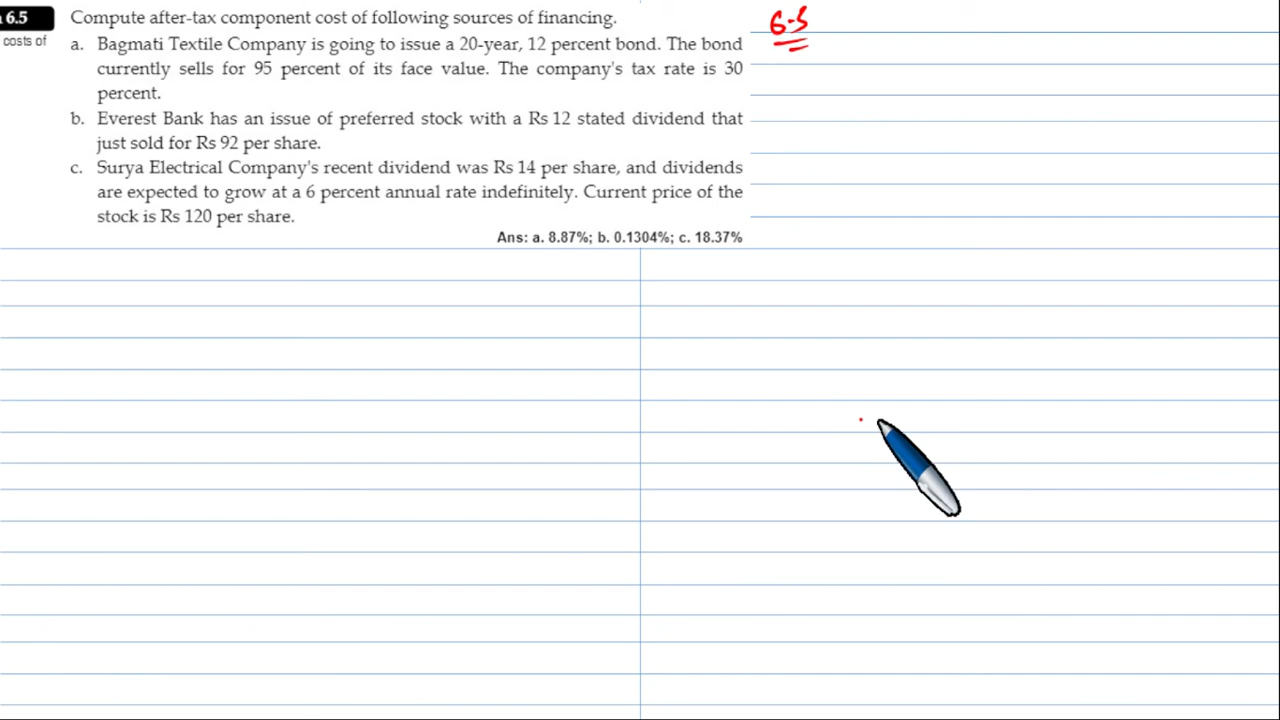 6.5
costs of
Compute after-tax component cost of following sources of financing.
a. Bagmati Textile Company is going to issue a 20-year, 12 percent bond. The bond
currently sells for 95 percent of its face value. The company's tax rate is 30
percent.
b. Everest Bank has an issue of preferred stock with a Rs 12 stated dividend that
just sold for Rs 92 per share.
c. Surya Electrical Company's recent dividend was Rs 14 per share, and dividends
are expected to grow at a 6 percent annual rate indefinitely. Current price of the
stock is Rs 120 per share.
Ans: a. 8.87%; b. 0.1304%; c. 18.37%
6.5